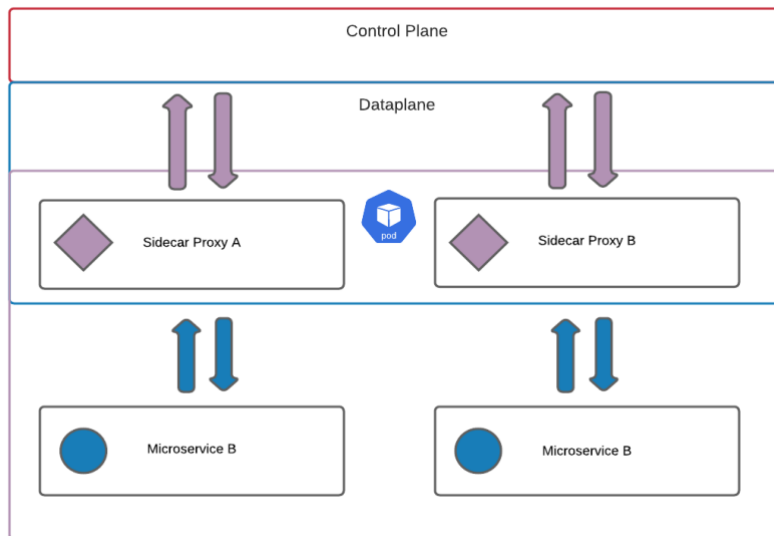 Control Plane
Dataplane
Sidecar Proxy A
pod
Sidecar Proxy B
Microservice B
Microservice B